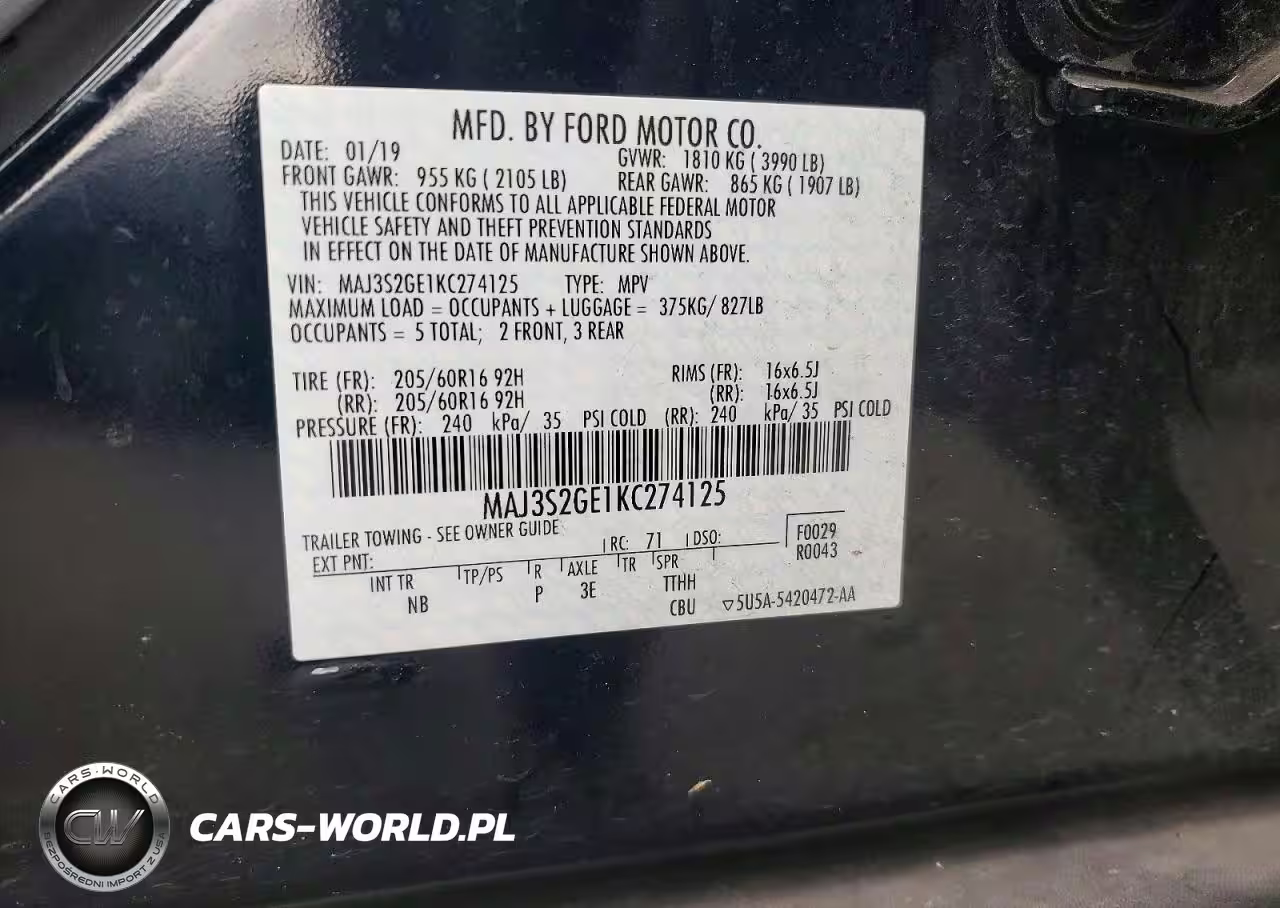 MFD. BY FORD MOTOR CO.
DATE: 01/19 GVWR: 1810 KG ( 3990 LB)
FRONT GAWR: 955 KG ( 2105 LB) REAR GAWR: 865 KG ( 1907 LB)
THIS VEHICLE CONFORMS TO ALL APPLICABLE FEDERAL MOTOR
VEHICLE SAFETY AND THEFT PREVENTION STANDARDS
IN EFFECT ON THE DATE OF MANUFACTURE SHOWN ABOVE.
VIN: MAJ3S2GE1KC274125 TYPE: MPV
MAXIMUM LOAD = OCCUPANTS + LUGGAGE = 375KG/ 827LB
OCCUPANTS = 5 TOTAL; 2 FRONT, 3 REAR
TIRE (FR): 205/60R16 92H RIMS (FR): 16x6.5J
(RR): 205/60R16 92H (RR): 16x6.5J
PRESSURE (FR): 240 kPa/ 35 PSI COLD (RR): 240 kPa/ 35 PSI COLD
MAJ3S2GE1KC274125
TRAILER TOWING - SEE OWNER GUIDE
EXT PNT: RC: 71 DSO: F0029
R0043
INT TR TP/PS R AXLE TR SPR
NB P 3E TTHH
CBU ▽5U5A-5420472-AA
CARS-WORLD
CW
BEZPOŚREDNI IMPORT Z USA
CARS-WORLD.PL